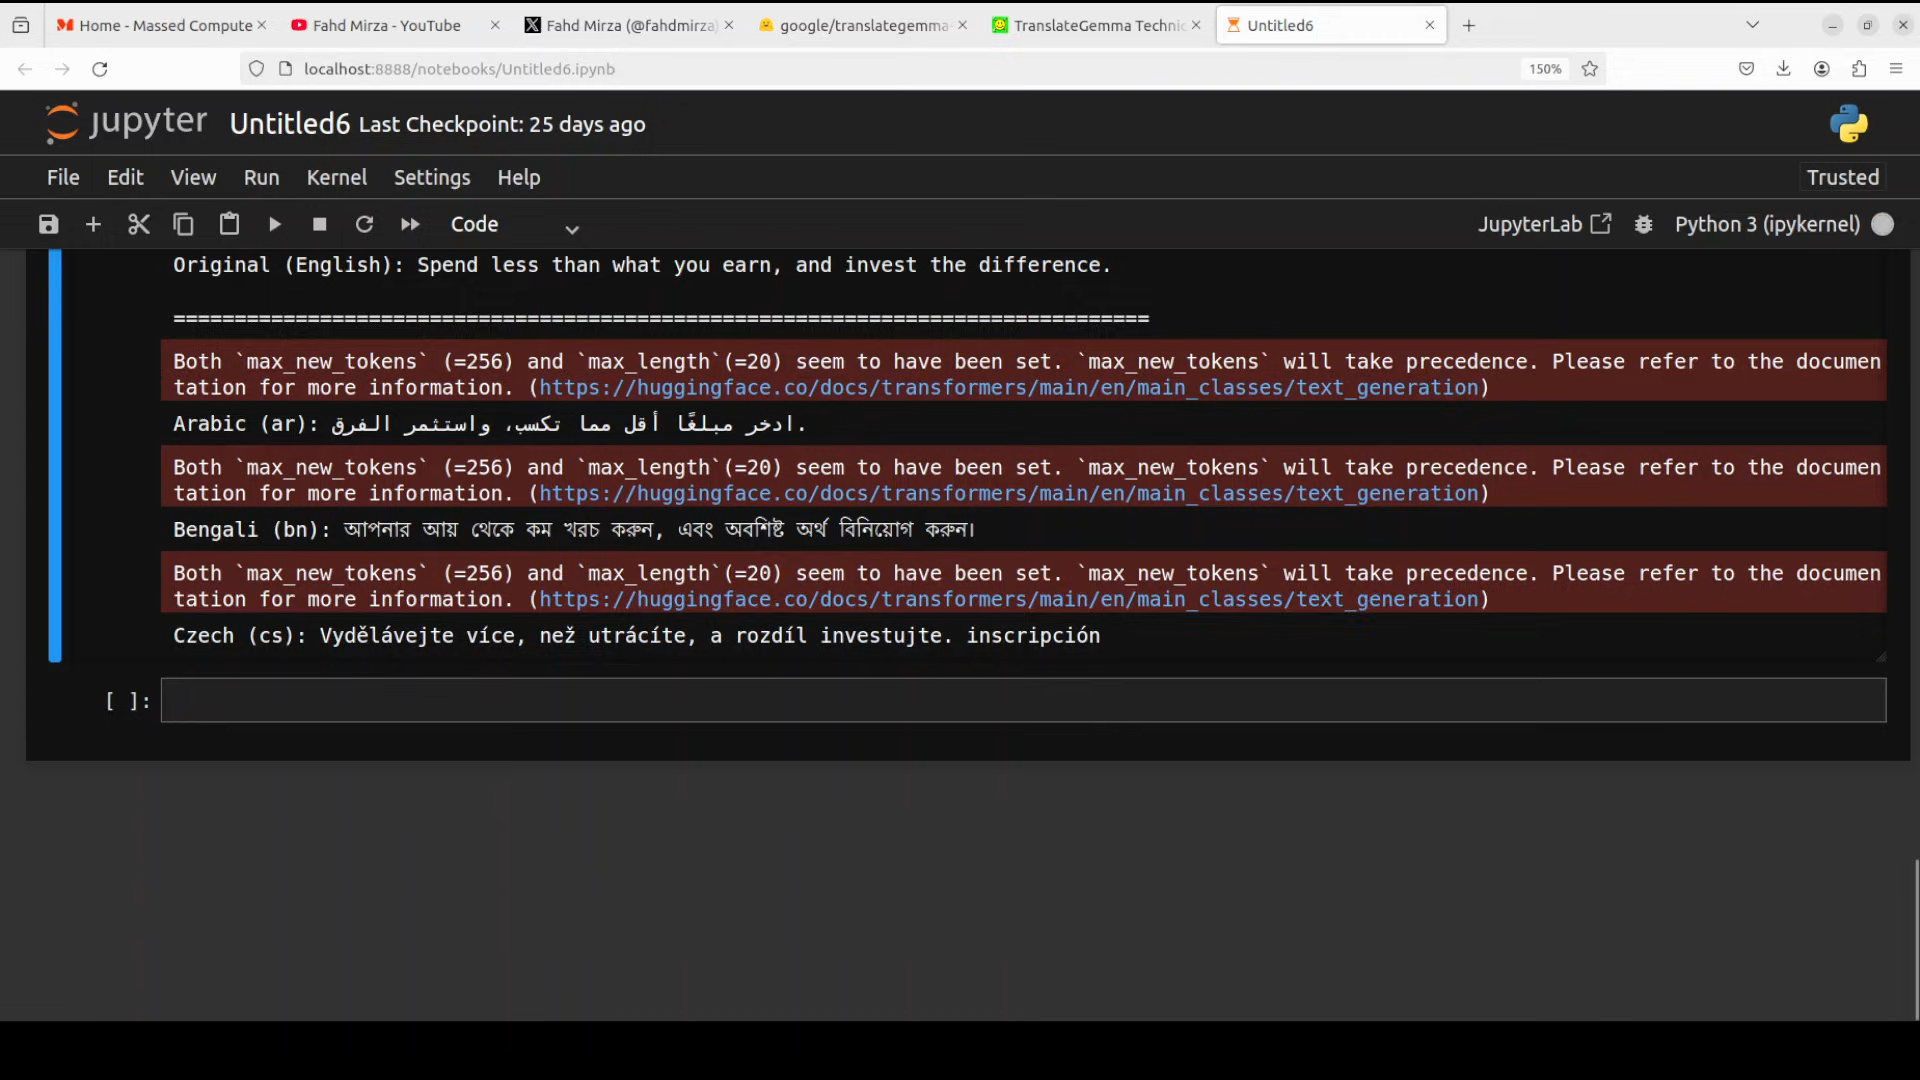 Home - Massed Compute
Fahd Mirza - YouTube
Fahd Mirza (@fahdmirza)
google/translategemma-
TranslateGemma Technic
Untitled6
localhost:8888/notebooks/Untitled6.ipynb
150%
jupyter
Untitled6 Last Checkpoint: 25 days ago
File Edit View Run Kernel Settings Help
Trusted
Code
JupyterLab
Python 3 (ipykernel)
Original (English): Spend less than what you earn, and invest the difference.
================================================================================
Both `max_new_tokens` (=256) and `max_length`(=20) seem to have been set. `max_new_tokens` will take precedence. Please refer to the documen
tation for more information. (https://huggingface.co/docs/transformers/main/en/main_classes/text_generation)
Arabic (ar): ادخر مبلغًا أقل مما تكسب، واستثمر الفرق.
Both `max_new_tokens` (=256) and `max_length`(=20) seem to have been set. `max_new_tokens` will take precedence. Please refer to the documen
tation for more information. (https://huggingface.co/docs/transformers/main/en/main_classes/text_generation)
Bengali (bn): আপনার আয় থেকে কম খরচ করুন, এবং অবশিষ্ট অর্থ বিনিয়োগ করুন।
Both `max_new_tokens` (=256) and `max_length`(=20) seem to have been set. `max_new_tokens` will take precedence. Please refer to the documen
tation for more information. (https://huggingface.co/docs/transformers/main/en/main_classes/text_generation)
Czech (cs): Vydělávejte více, než utrácíte, a rozdíl investujte. inscripción
[ ]: